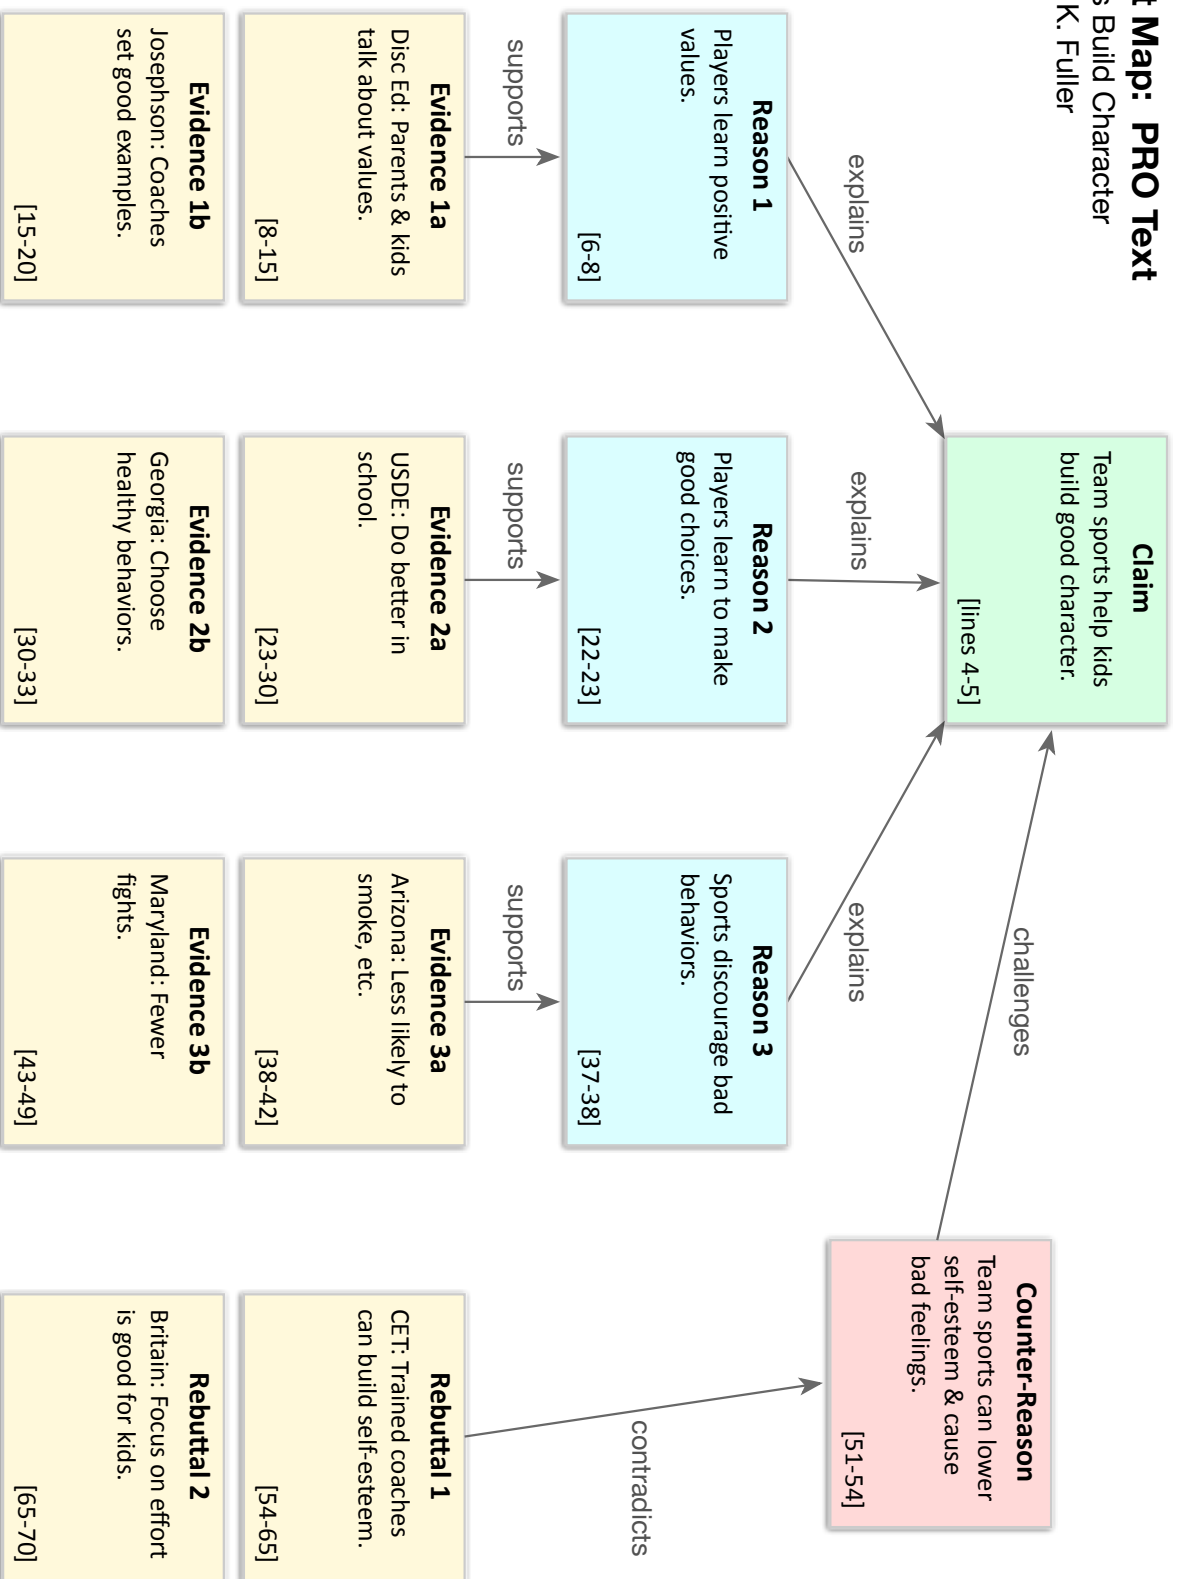 Map: PRO Text
Build Character
K. Fuller
Claim
Team sports help kids
build good character.
[lines 4-5]
explains
explains
explains
challenges
Reason 1
Players learn positive
values.
[6-8]
Reason 2
Players learn to make
good choices.
[22-23]
Reason 3
Sports discourage bad
behaviors.
[37-38]
Counter-Reason
Team sports can lower
self-esteem & cause
bad feelings.
[51-54]
supports
supports
supports
contradicts
Evidence 1a
Disc Ed: Parents & kids
talk about values.
[8-15]
Evidence 2a
USDE: Do better in
school.
[23-30]
Evidence 3a
Arizona: Less likely to
smoke, etc.
[38-42]
Rebuttal 1
CET: Trained coaches
can build self-esteem.
[54-65]
Evidence 1b
Josephson: Coaches
set good examples.
[15-20]
Evidence 2b
Georgia: Choose
healthy behaviors.
[30-33]
Evidence 3b
Maryland: Fewer
fights.
[43-49]
Rebuttal 2
Britain: Focus on effort
is good for kids.
[65-70]